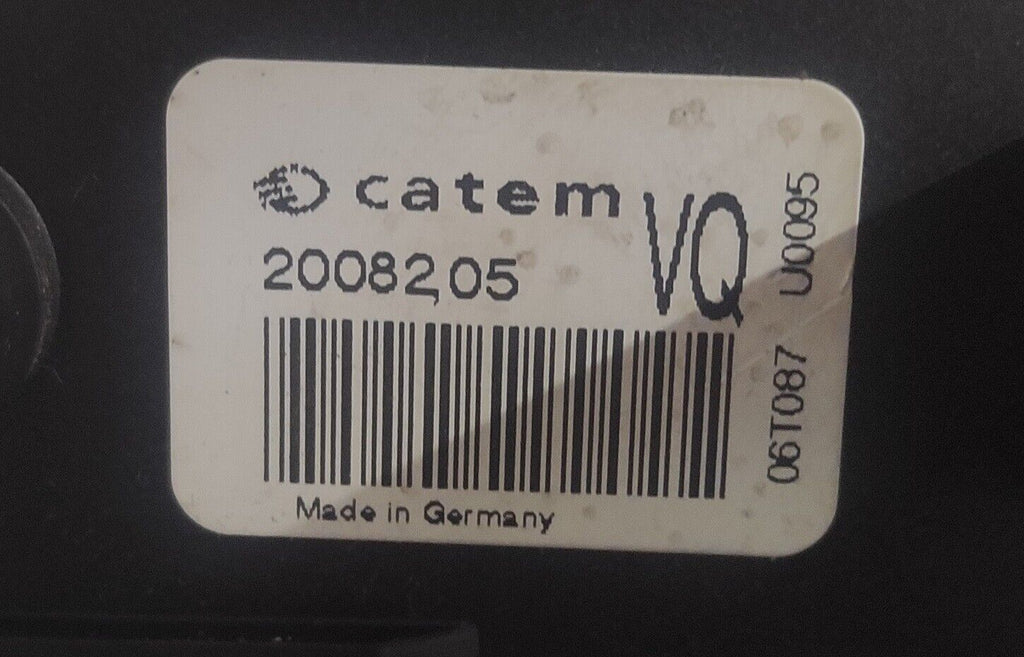 catem
2008205
VQ
Made in Germany
06T087 U0095